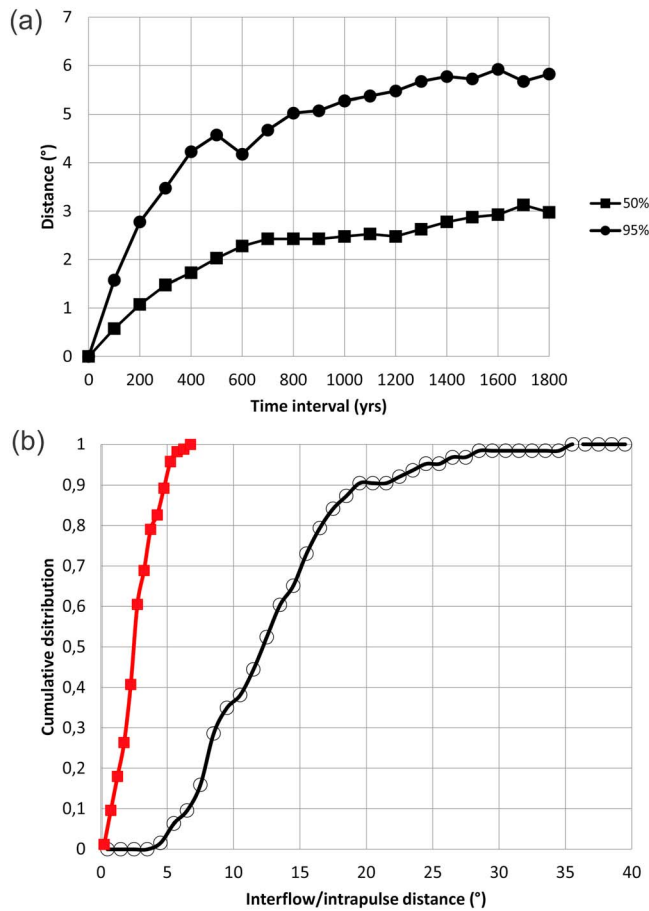 (a)
7
6
5
4
3
2
1
0
Distance (°)
0 200 400 600 800 1000 1200 1400 1600 1800
Time interval (yrs)
50%
95%
(b)
1
0,9
0,8
0,7
0,6
0,5
0,4
0,3
0,2
0,1
0
Cumulative dsitribution
0 5 10 15 20 25 30 35 40
Interflow/intrapulse distance (°)